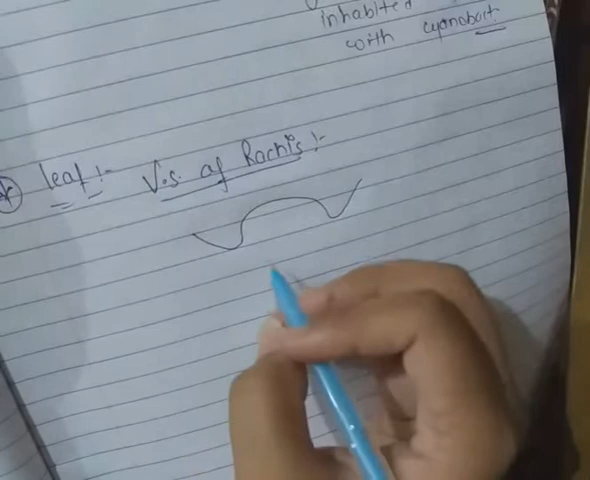 inhabited
with cyanobact
leaf:- V.s. of Rachis:-